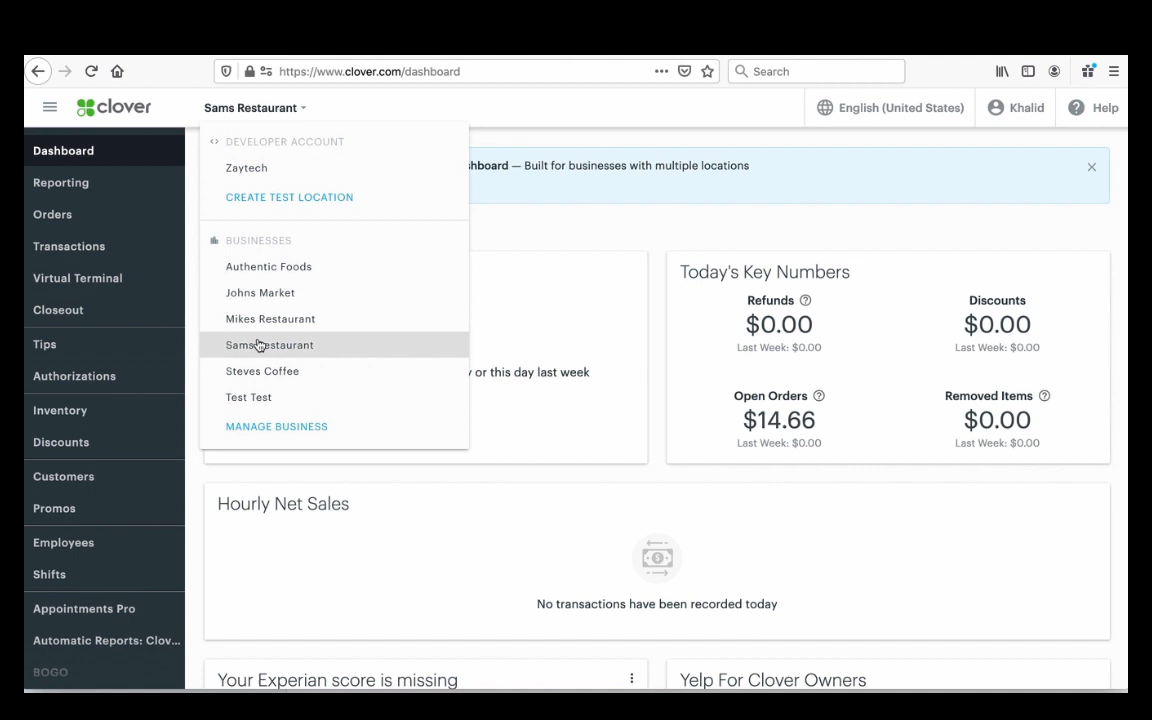 https://www.clover.com/dashboard
Search
clover
Sams Restaurant
English (United States)
Khalid
Help
Dashboard
Reporting
Orders
Transactions
Virtual Terminal
Closeout
Tips
Authorizations
Inventory
Discounts
Customers
Promos
Employees
Shifts
Appointments Pro
Automatic Reports: Clov...
BOGO
DEVELOPER ACCOUNT
Zaytech
CREATE TEST LOCATION
BUSINESSES
Authentic Foods
Johns Market
Mikes Restaurant
Sams Restaurant
Steves Coffee
Test Test
MANAGE BUSINESS
— Built for businesses with multiple locations
or this day last week
Today's Key Numbers
Refunds
Discounts
$0.00
$0.00
Last Week: $0.00
Last Week: $0.00
Open Orders
Removed Items
$14.66
$0.00
Last Week: $0.00
Last Week: $0.00
Hourly Net Sales
No transactions have been recorded today
Your Experian score is missing
Yelp For Clover Owners